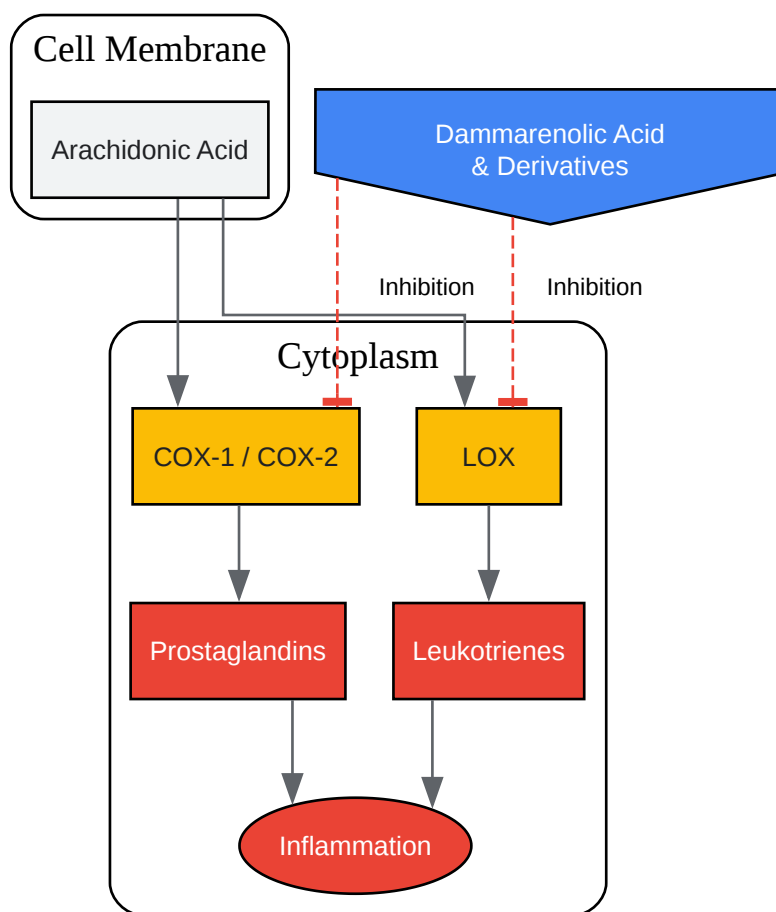 Cell Membrane
Arachidonic Acid
Dammarenolic Acid
& Derivatives
Inhibition
Inhibition
Cytoplasm
COX-1 / COX-2
LOX
Prostaglandins
Leukotrienes
Inflammation